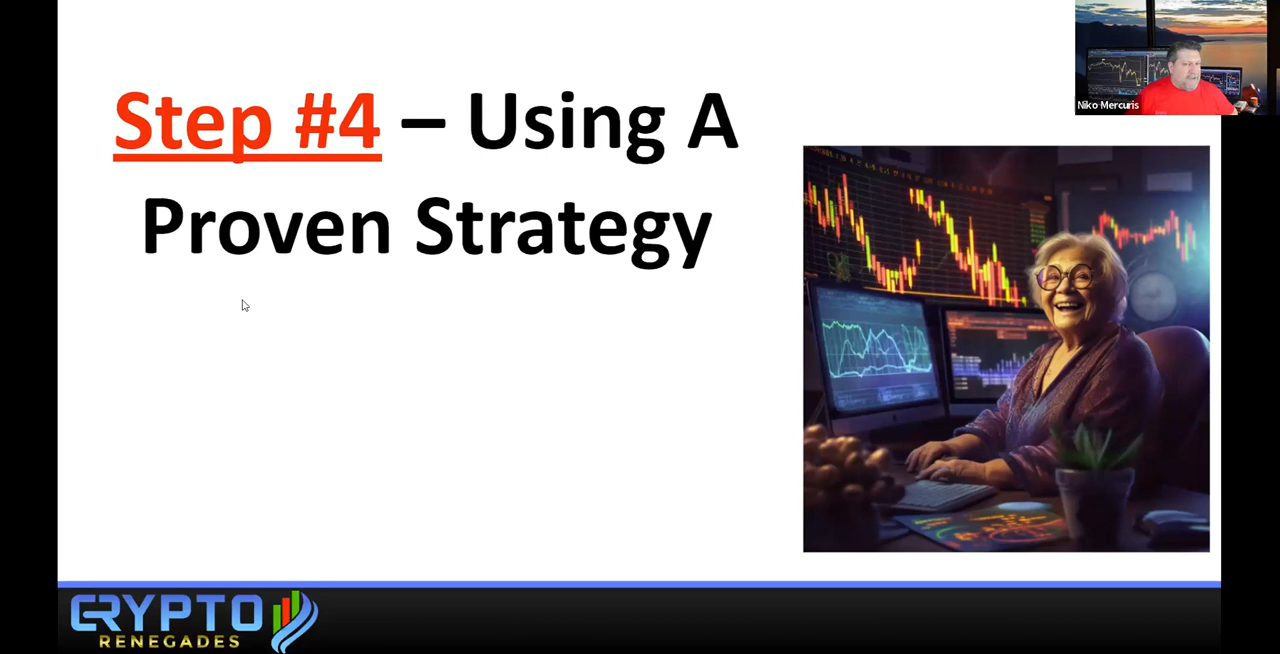 Niko Mercuris
Step #4 – Using A
Proven Strategy
CRYPTO
RENEGADES